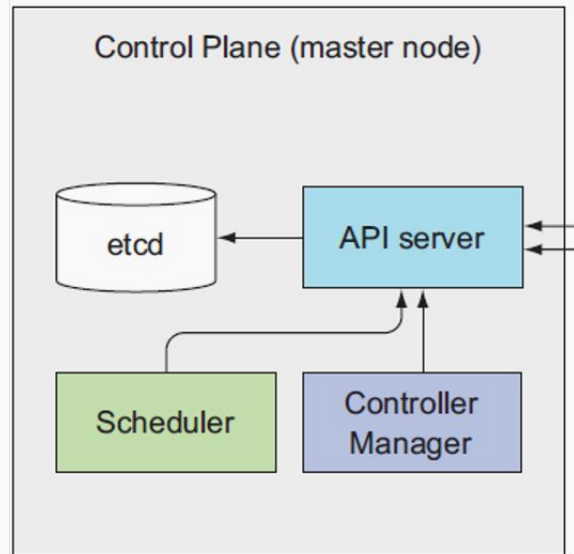 Control Plane (master node)
etcd
API server
Scheduler
Controller
Manager